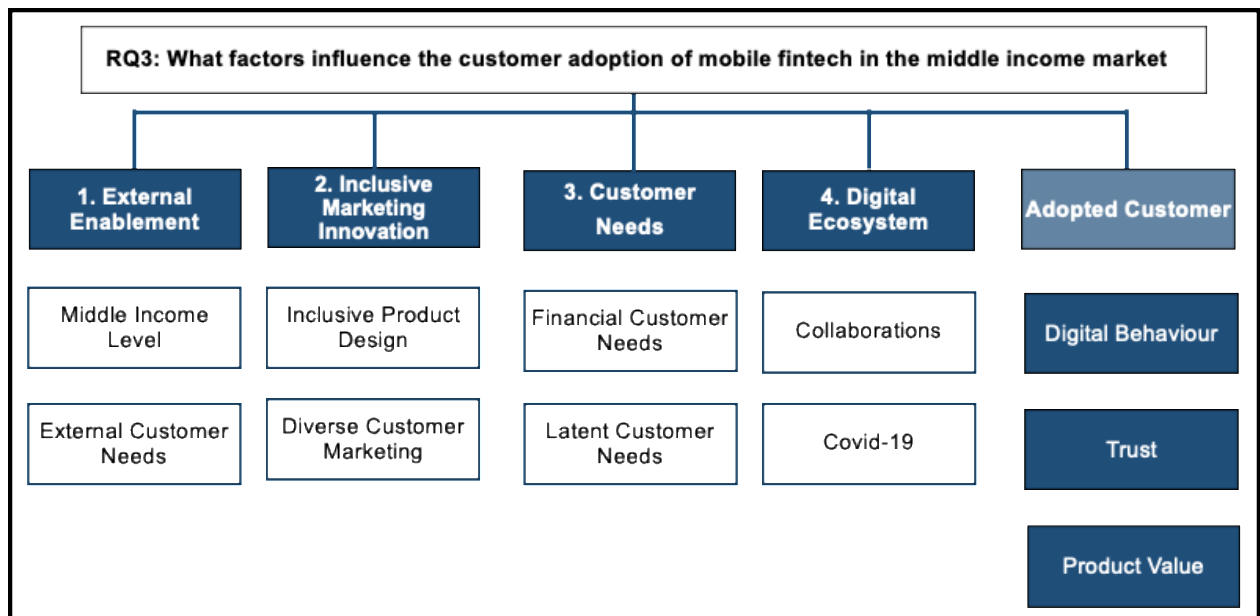 RQ3: What factors influence the customer adoption of mobile fintech in the middle income market
1. External
Enablement
2. Inclusive
Marketing
Innovation
3. Customer
Needs
4. Digital
Ecosystem
Adopted Customer
Middle Income
Level
Inclusive Product
Design
Financial Customer
Needs
Collaborations
Digital Behaviour
External Customer
Needs
Diverse Customer
Marketing
Latent Customer
Needs
Covid-19
Trust
Product Value